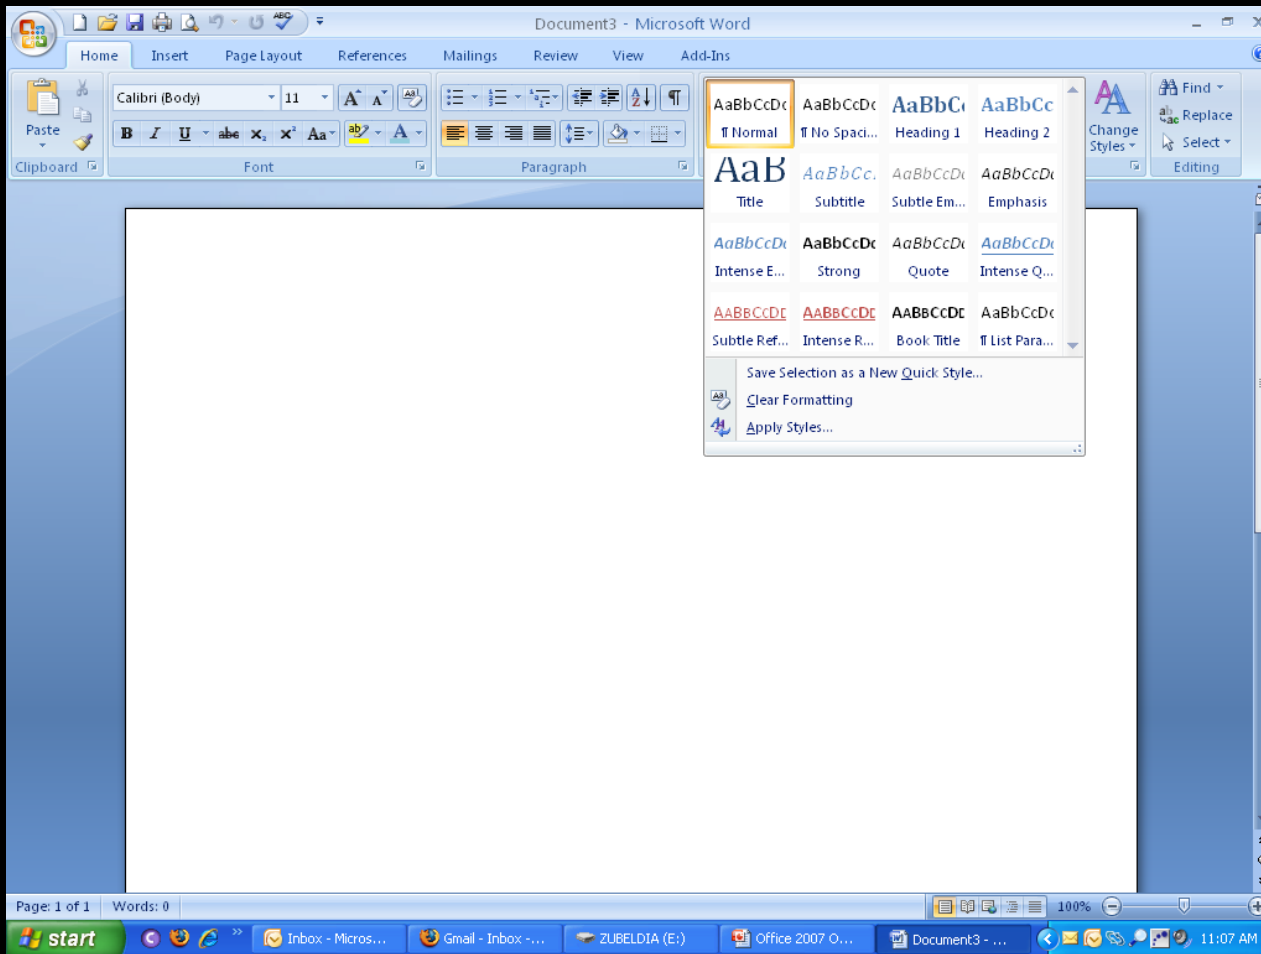 Document3 - Microsoft Word
Home Insert Page Layout References Mailings Review View Add-Ins
Calibri (Body) 11
Paste
Clipboard Font Paragraph
AaBbCcDc AaBbCcDc AaBbC AaBbCc
¶ Normal ¶ No Spaci... Heading 1 Heading 2
AaB AaBbCc. AaBbCcDc AaBbCcDc
Title Subtitle Subtle Em... Emphasis
AaBbCcDc AaBbCcDc AaBbCcDc AaBbCcDc
Intense E... Strong Quote Intense Q...
AABBCCDD AABBCCDD AABBCCDD AaBbCcDc
Subtle Ref... Intense R... Book Title ¶ List Para...
Save Selection as a New Quick Style...
Clear Formatting
Apply Styles...
Change
Styles
Find
Replace
Select
Editing
Page: 1 of 1 Words: 0 100%
start Inbox - Micros... Gmail - Inbox -... ZUBELDIA (E:) Office 2007 O... Document3 - ... 11:07 AM